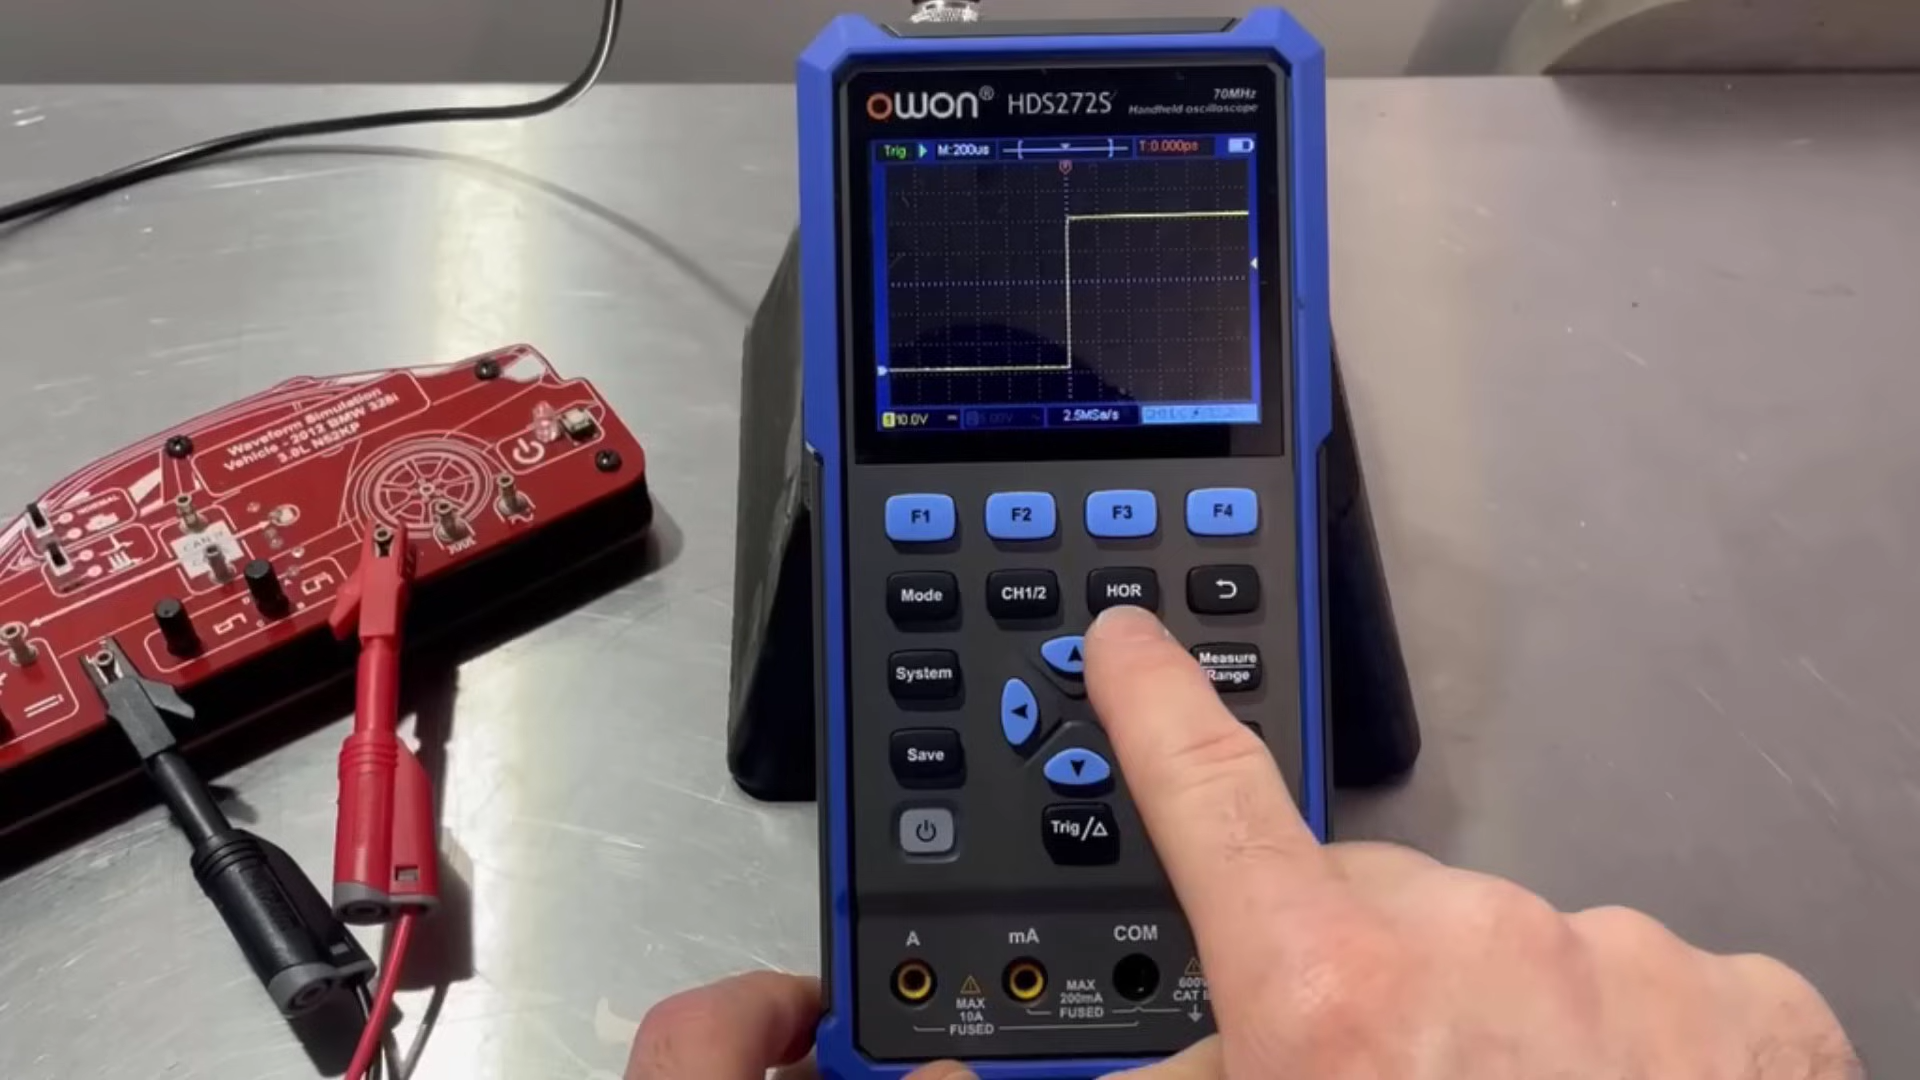 OWON® HDS272S
70MHz
Handheld oscilloscope
Trig M:200us T:0.000ps
1 10.0V 2.5MSa/s
Waveform Simulation
Vehicle - 2012 BMW 328i
3.0L N52KP
NORMAL
F1 F2 F3 F4
Mode CH1/2 HOR
System Measure
Range
Save
Trig/△
A mA COM
MAX
10A
FUSED
MAX
200mA
FUSED